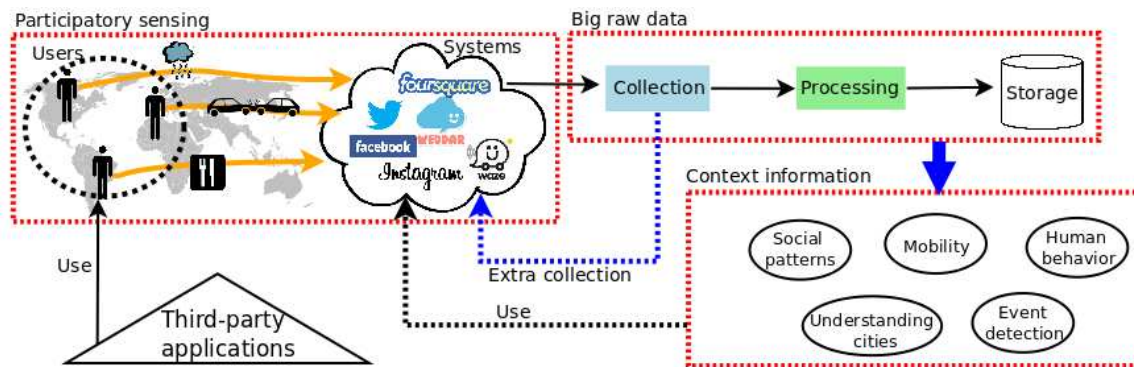 Participatory sensing
Users
Systems
foursquare
WEDDAR
facebook
Instagram
waze
Big raw data
Collection
Processing
Storage
Context information
Social
patterns
Mobility
Human
behavior
Understanding
cities
Event
detection
Extra collection
Use
Use
Third-party
applications